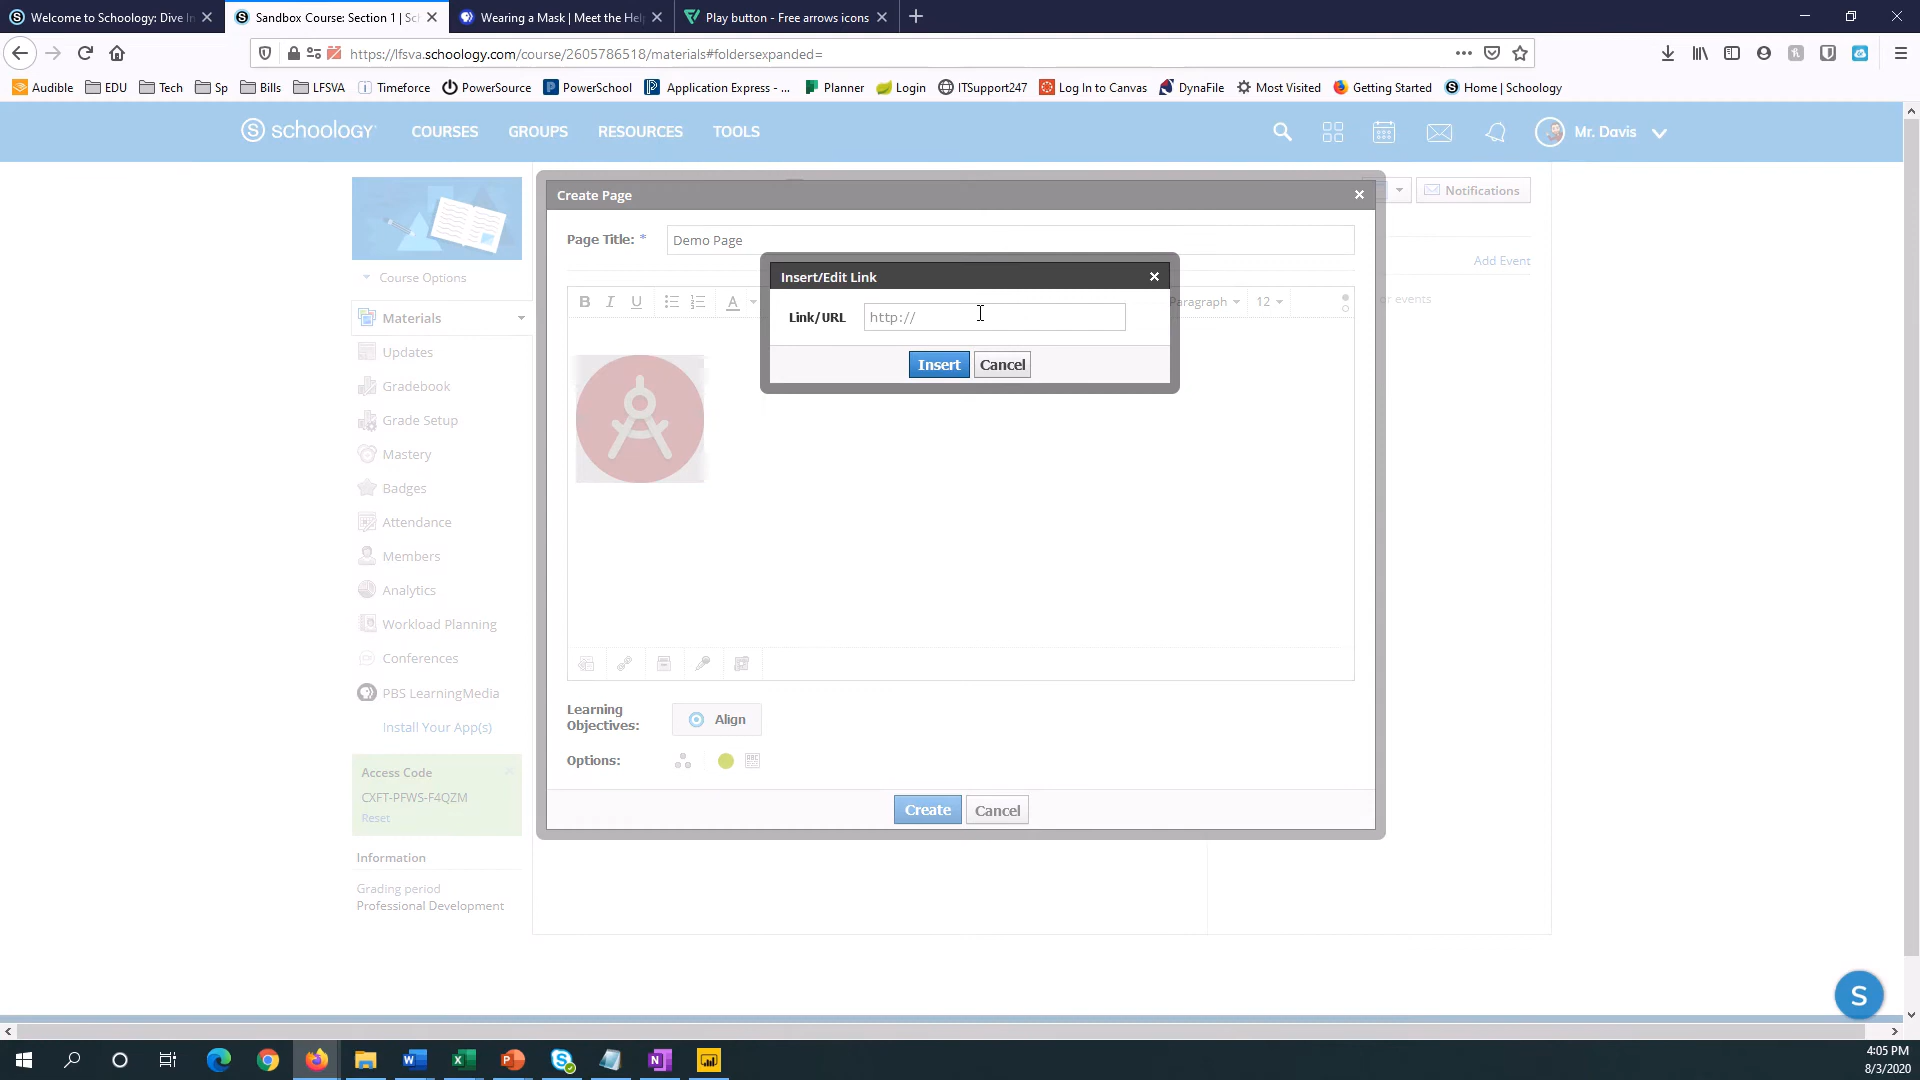 Welcome to Schoology: Dive In
Sandbox Course: Section 1 | Sc
Wearing a Mask | Meet the Help
Play button - Free arrows icons
https://lfsva.schoology.com/course/2605786518/materials#foldersexpanded=
Audible
EDU
Tech
Sp
Bills
LFSVA
Timeforce
PowerSource
PowerSchool
Application Express - ...
Planner
Login
ITSupport247
Log In to Canvas
DynaFile
Most Visited
Getting Started
Home | Schoology
S schoology
COURSES
GROUPS
RESOURCES
TOOLS
Mr. Davis
Course Options
Materials
Updates
Gradebook
Grade Setup
Mastery
Badges
Attendance
Members
Analytics
Workload Planning
Conferences
PBS LearningMedia
Install Your App(s)
Access Code
CXFT-PFWS-F4QZM
Reset
Information
Grading period
Professional Development
Create Page
Page Title: *
Demo Page
B I U A
Paragraph
12
Insert/Edit Link
Link/URL
http://
Insert
Cancel
Learning
Objectives:
Align
Options:
Create
Cancel
Notifications
Add Event
or events
S
4:05 PM
8/3/2020